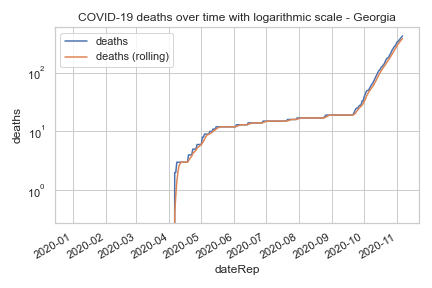 COVID-19 deaths over time with logarithmic scale - Georgia
deaths
deaths (rolling)
10²
10¹
10⁰
deaths
2020-01
2020-02
2020-03
2020-04
2020-05
2020-06
2020-07
2020-08
2020-09
2020-10
2020-11
dateRep